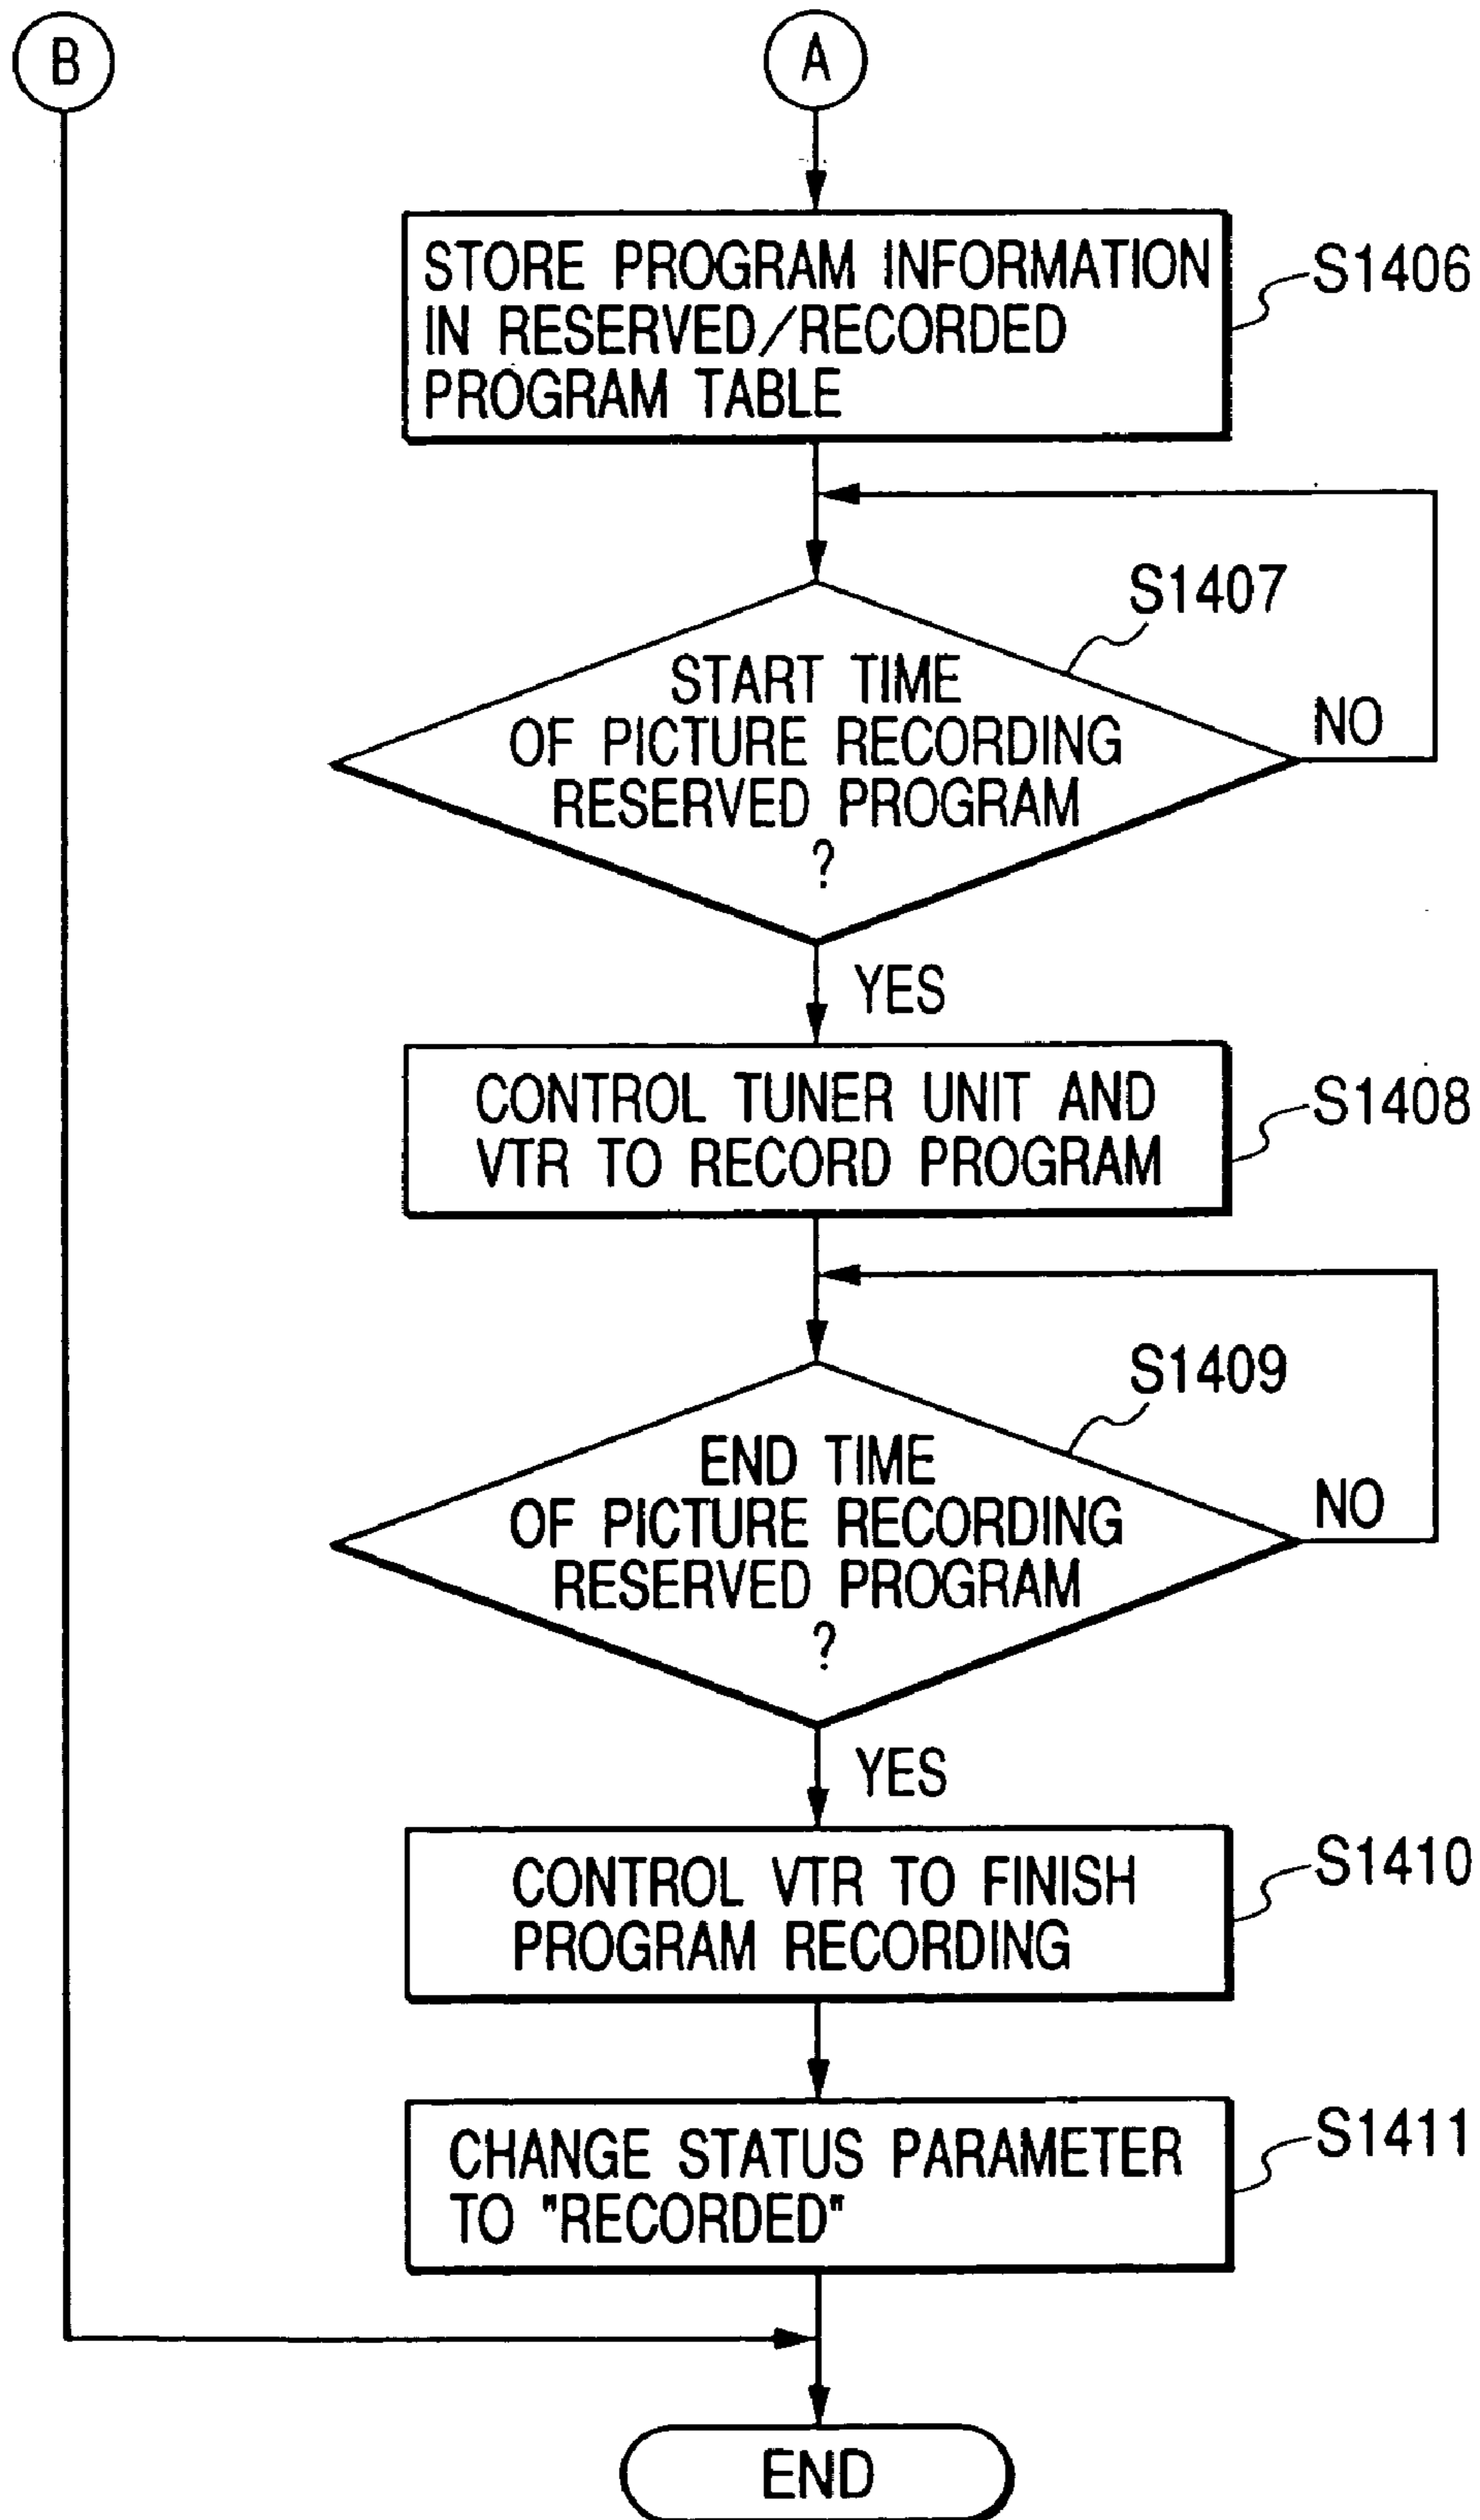 B
A
STORE PROGRAM INFORMATION
IN RESERVED/RECORDED
PROGRAM TABLE
S1406
S1407
START TIME
OF PICTURE RECORDING
RESERVED PROGRAM
?
NO
YES
CONTROL TUNER UNIT AND
VTR TO RECORD PROGRAM
S1408
S1409
END TIME
OF PICTURE RECORDING
RESERVED PROGRAM
?
NO
YES
CONTROL VTR TO FINISH
PROGRAM RECORDING
S1410
CHANGE STATUS PARAMETER
TO "RECORDED"
S1411
END